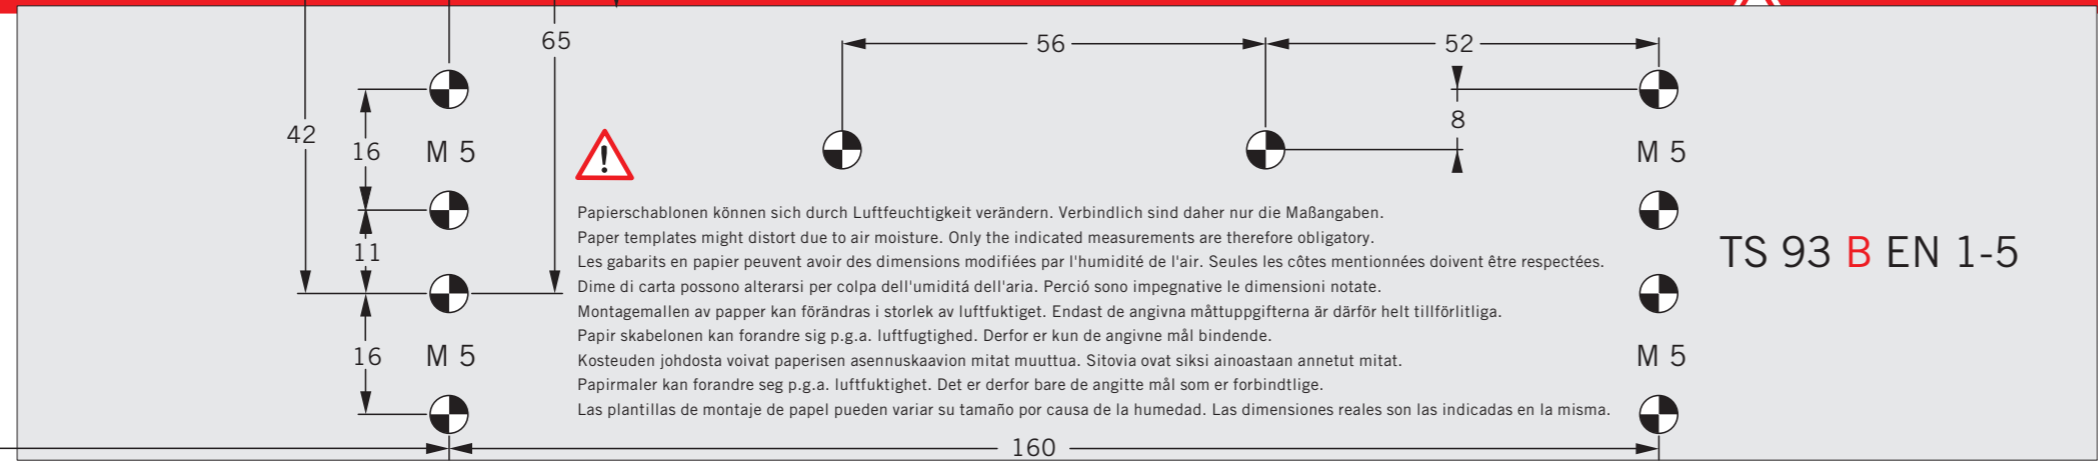 65
56
52
42
16
M 5
8
M 5
11
Papierschablonen können sich durch Luftfeuchtigkeit verändern. Verbindlich sind daher nur die Maßangaben.
Paper templates might distort due to air moisture. Only the indicated measurements are therefore obligatory.
Les gabarits en papier peuvent avoir des dimensions modifiées par l'humidité de l'air. Seules les côtes mentionnées doivent être respectées.
Dime di carta possono alterarsi per colpa dell'umiditá dell'aria. Perció sono impegnative le dimensioni notate.
Montagemallen av papper kan förändras i storlek av luftfuktiget. Endast de angivna måttuppgifterna är därför helt tillförlitliga.
Papir skabelonen kan forandre sig p.g.a. luftfugtighed. Derfor er kun de angivne mål bindende.
Kosteuden johdosta voivat paperisen asennuskaavion mitat muuttua. Sitovia ovat siksi ainoastaan annetut mitat.
Papirmaler kan forandre seg p.g.a. luftfuktighet. Det er derfor bare de angitte mål som er forbindtlige.
Las plantillas de montaje de papel pueden variar su tamaño por causa de la humedad. Las dimensiones reales son las indicadas en la misma.
TS 93 B EN 1-5
16
M 5
M 5
160